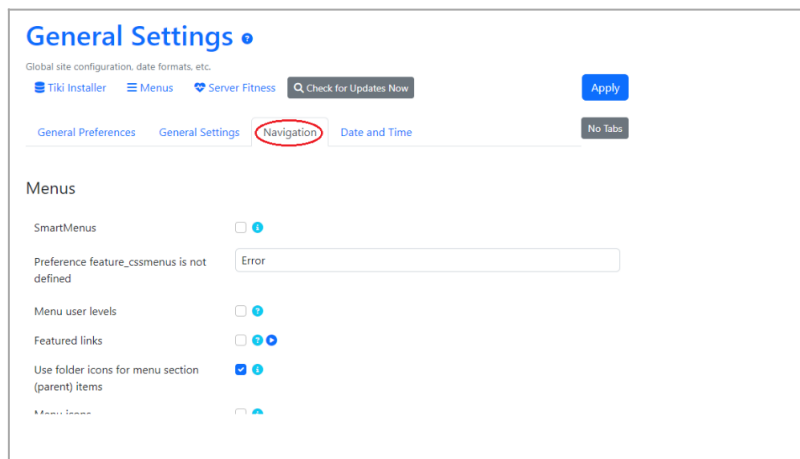 General Settings
Global site configuration, date formats, etc.
Tiki Installer Menus Server Fitness Check for Updates Now Apply
General Preferences General Settings Navigation Date and Time No Tabs
Menus
SmartMenus
Preference feature_cssmenus is not Error
defined
Menu user levels
Featured links
Use folder icons for menu section
(parent) items
Menu icons